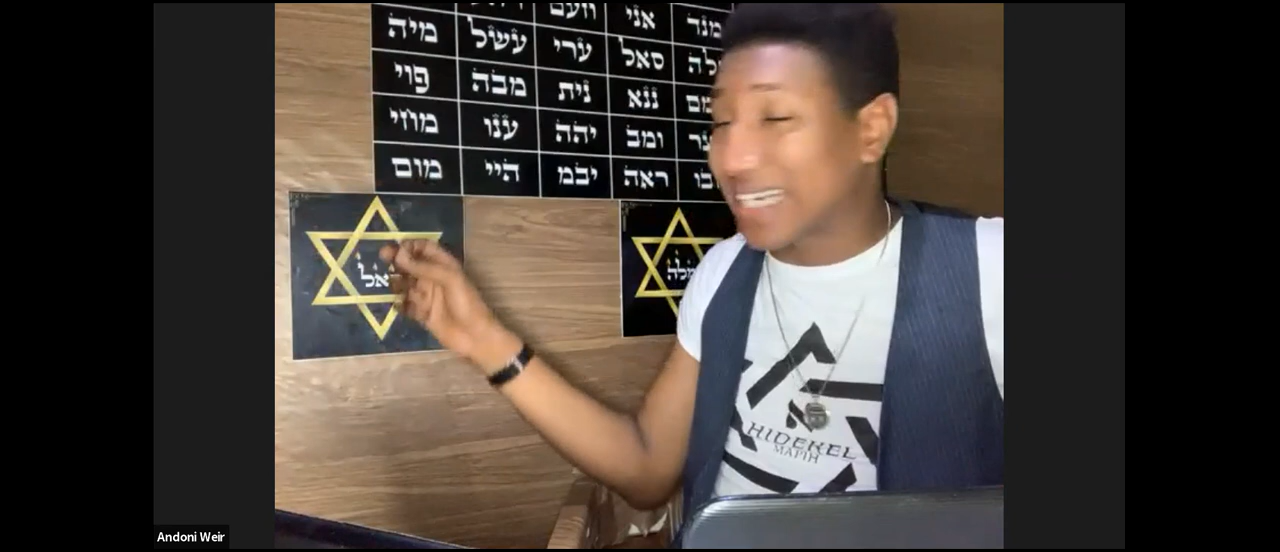 מנד אני
סאל ערי עשל מיה
ננא נית מבה פוי
ומב יהה ענו מחי
ראה יבמ היי מום
HIDEKEL
Andoni Weir